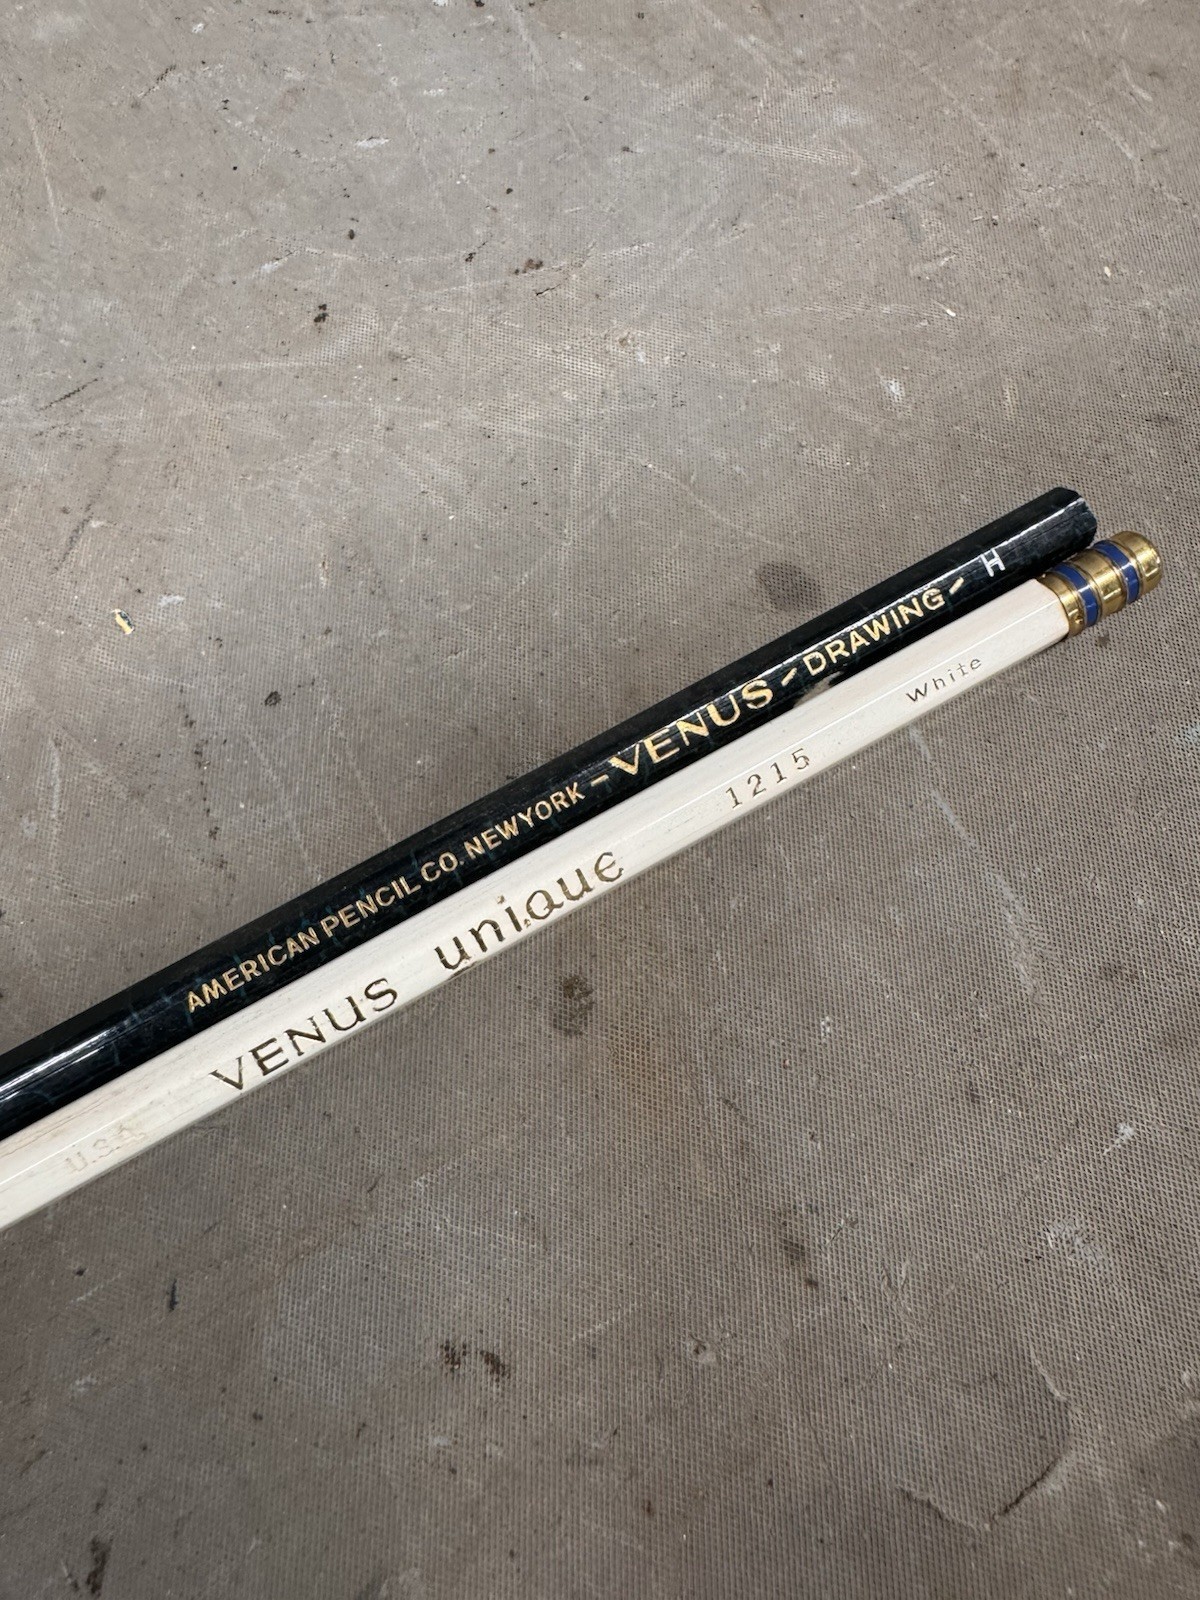 AMERICAN PENCIL CO. NEW YORK - VENUS - DRAWING - H
U.S.A. VENUS unique 1215 White